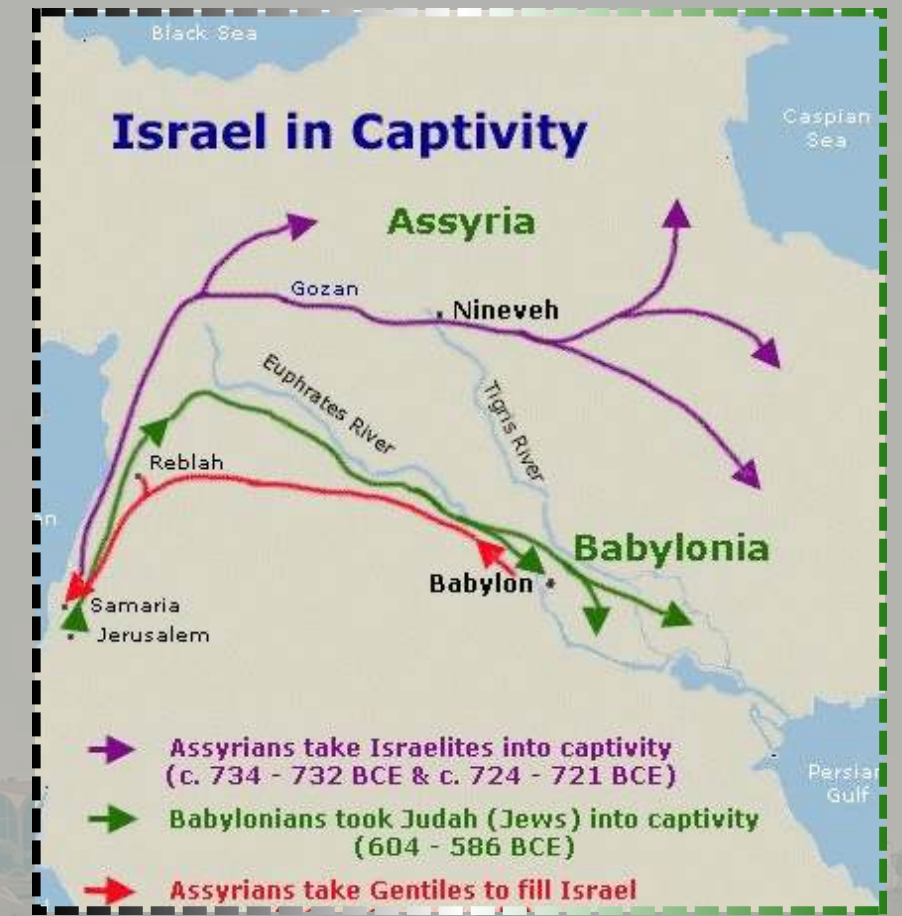 Black Sea
Caspian
Sea
Israel in Captivity
Assyria
Gozan
Nineveh
Euphrates River
Tigris River
Reblah
n
Babylonia
Babylon
Samaria
Jerusalem
Assyrians take Israelites into captivity
(c. 734 - 732 BCE & c. 724 - 721 BCE)
Persian
Gulf
Babylonians took Judah (Jews) into captivity
(604 - 586 BCE)
Assyrians take Gentiles to fill Israel